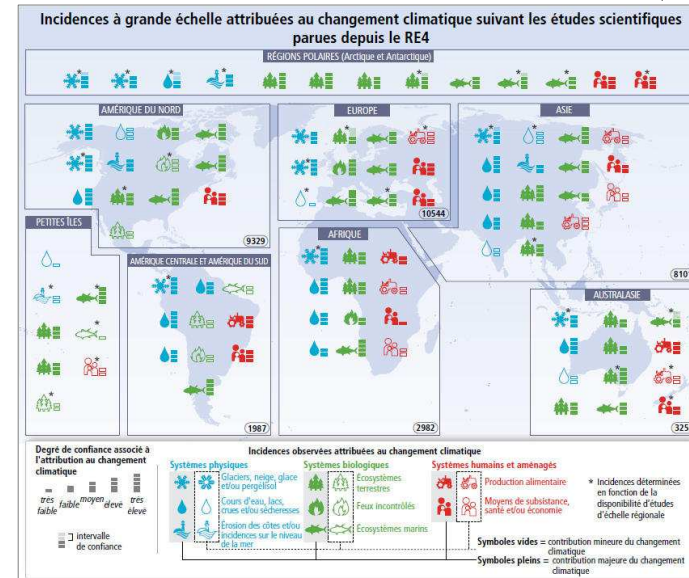 Incidences à grande échelle attribuées au changement climatique suivant les études scientifiques
parues depuis le RE4
RÉGIONS POLAIRES (Arctique et Antarctique)
AMÉRIQUE DU NORD
9329
EUROPE
10544
ASIE
810
PETITES ÎLES
AMÉRIQUE CENTRALE ET AMÉRIQUE DU SUD
1987
AFRIQUE
2982
AUSTRALASIE
325
Degré de confiance associé à
l'attribution au changement
climatique
très
faible
faible
moyen
élevé
très
élevé
intervalle
de confiance
Incidences observées attribuées au changement climatique
Systèmes physiques
Glaciers, neige, glace
et/ou pergélisol
Cours d'eau, lacs,
crues et/ou sécheresses
Érosion des côtes et/ou
incidences sur le niveau
de la mer
Systèmes biologiques
Écosystèmes
terrestres
Feux incontrôlés
Écosystèmes marins
Systèmes humains et aménagés
Production alimentaire
Moyens de subsistance,
santé et/ou économie
* Incidences déterminées
en fonction de la
disponibilité d'études
d'échelle régionale
Symboles vides = contribution mineure du changement
climatique
Symboles pleins = contribution majeure du changement
climatique